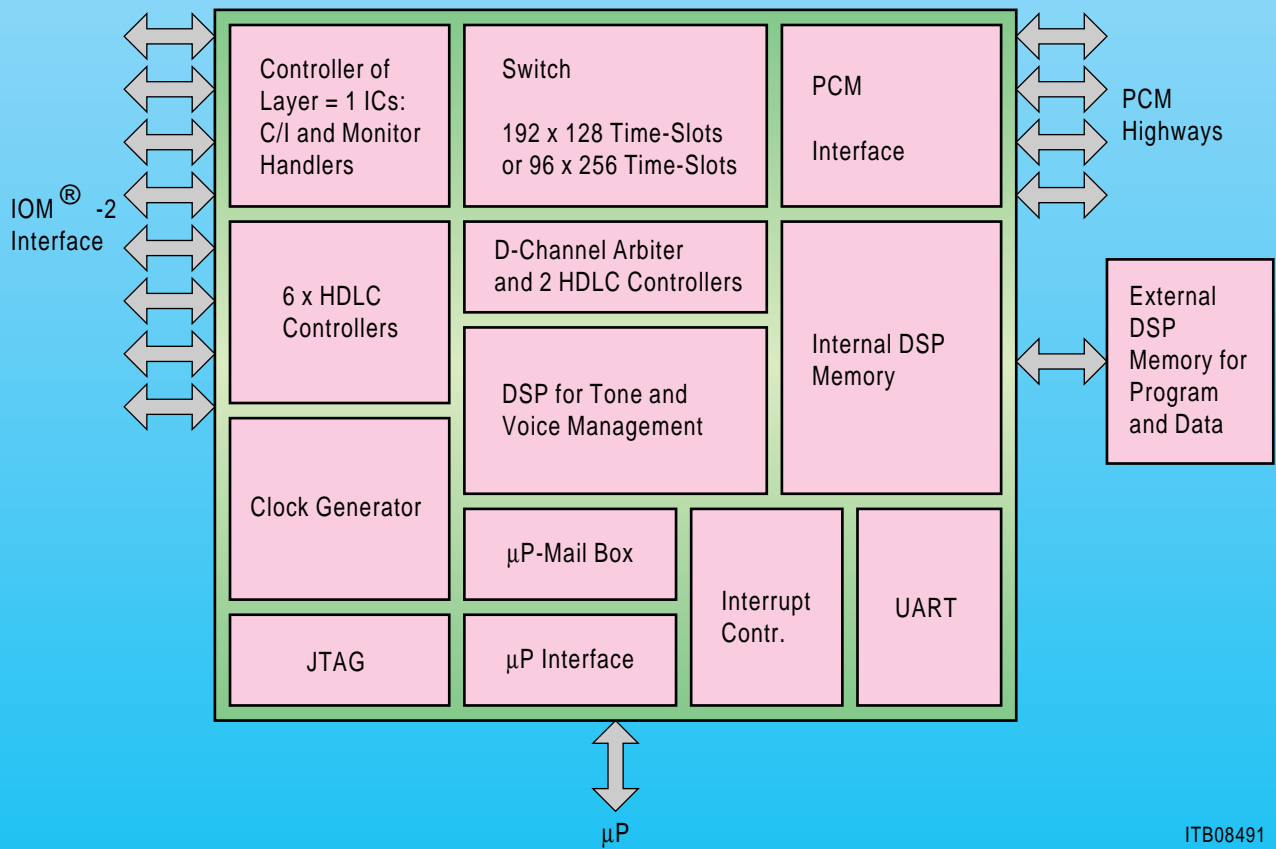 Controller of
Layer = 1 ICs:
C/I and Monitor
Handlers
Switch
192 x 128 Time-Slots
or 96 x 256 Time-Slots
PCM
Interface
PCM
Highways
IOM® -2
Interface
6 x HDLC
Controllers
D-Channel Arbiter
and 2 HDLC Controllers
Internal DSP
Memory
External
DSP
Memory for
Program
and Data
DSP for Tone and
Voice Management
Clock Generator
µP-Mail Box
Interrupt
Contr.
UART
JTAG
µP Interface
µP
ITB08491